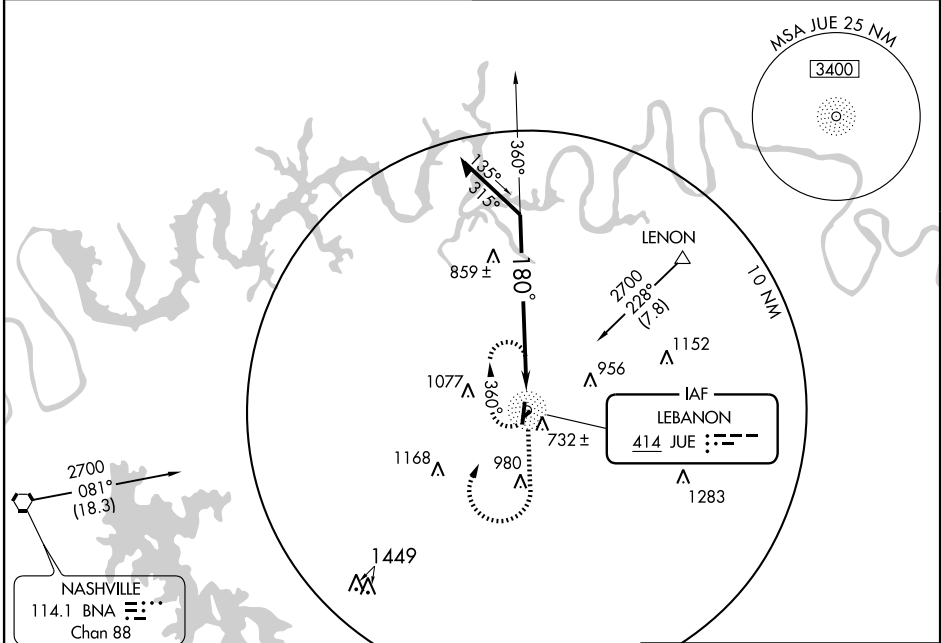 MSA JUE 25 NM
3400
360°
135°
315°
LENON
859 ±
180°
2700
228°
(7.8)
10 NM
1152
956
1077
360°
IAF
LEBANON
414 JUE
732 ±
1168
980
1283
2700
081°
(18.3)
1449
NASHVILLE
114.1 BNA
Chan 88